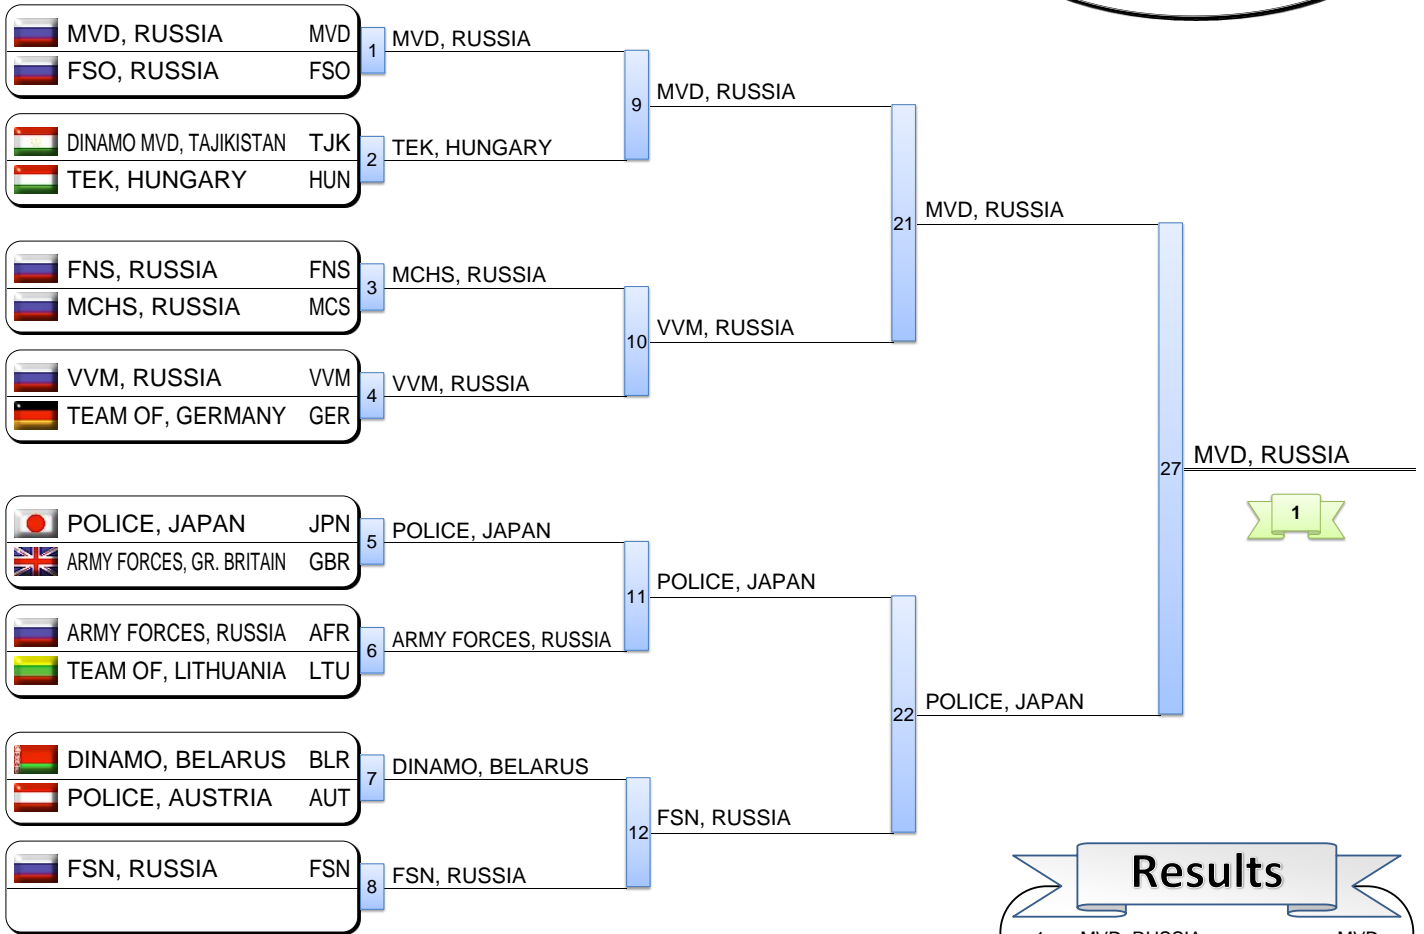 MVD, RUSSIA MVD
FSO, RUSSIA FSO
1 MVD, RUSSIA
DINAMO MVD, TAJIKISTAN TJK
TEK, HUNGARY HUN
2 TEK, HUNGARY
9 MVD, RUSSIA
FNS, RUSSIA FNS
MCHS, RUSSIA MCS
3 MCHS, RUSSIA
VVM, RUSSIA VVM
TEAM OF, GERMANY GER
4 VVM, RUSSIA
10 VVM, RUSSIA
21 MVD, RUSSIA
POLICE, JAPAN JPN
ARMY FORCES, GR. BRITAIN GBR
5 POLICE, JAPAN
ARMY FORCES, RUSSIA AFR
TEAM OF, LITHUANIA LTU
6 ARMY FORCES, RUSSIA
11 POLICE, JAPAN
DINAMO, BELARUS BLR
POLICE, AUSTRIA AUT
7 DINAMO, BELARUS
FSN, RUSSIA FSN
8 FSN, RUSSIA
12 FSN, RUSSIA
22 POLICE, JAPAN
27 MVD, RUSSIA
1
Results
1 MVD, RUSSIA MVD